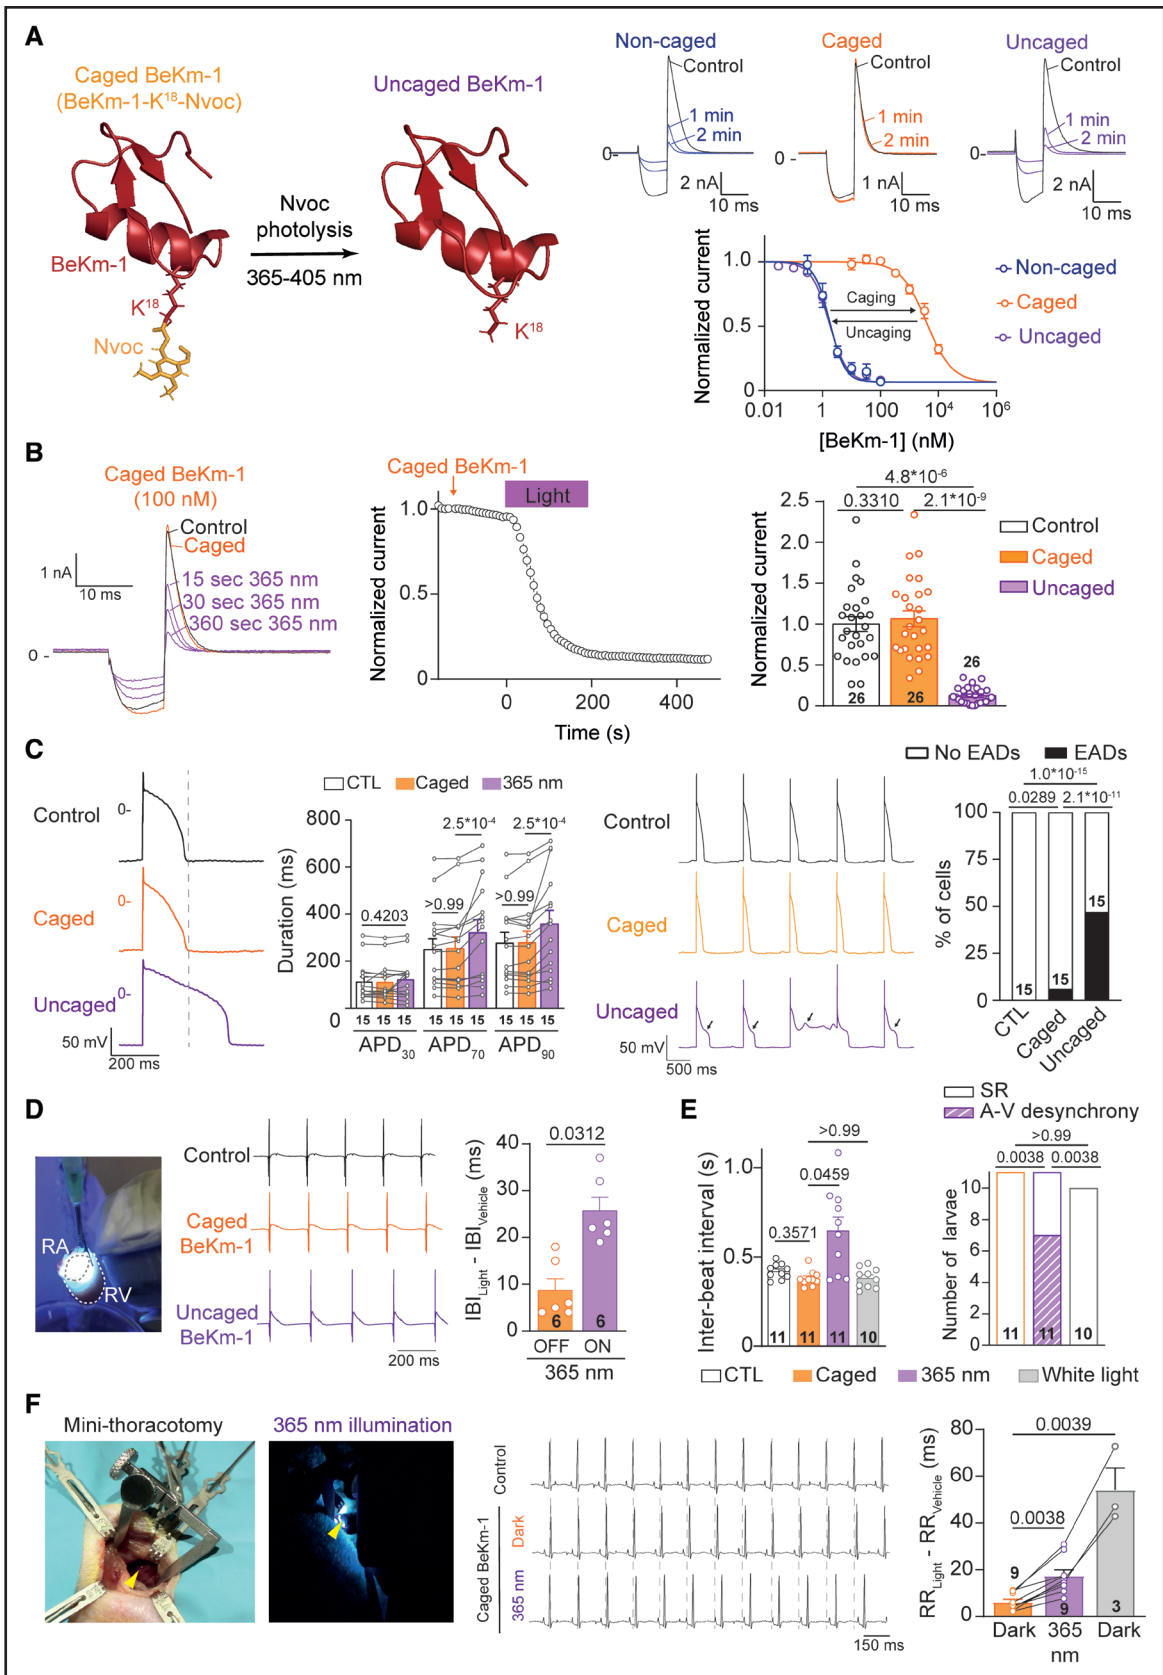 A
Caged BeKm-1
(BeKm-1-K18-Nvoc)
Uncaged BeKm-1
Nvoc
photolysis
365-405 nm
BeKm-1
K18
Nvoc
K18
Non-caged
Control
1 min
2 min
0-
2 nA
10 ms
Caged
Control
1 min
2 min
0 -
1 nA
10 ms
Uncaged
Control
1 min
2 min
0-
2 nA
10 ms
Normalized current
1.0
0.5
0
0.01
1
100
10^4
10^6
[BeKm-1] (nM)
Caging
Uncaging
Non-caged
Caged
Uncaged
B
Caged BeKm-1
(100 nM)
Control
Caged
1 nA
10 ms
15 sec 365 nm
30 sec 365 nm
360 sec 365 nm
0 -
Caged BeKm-1
Light
Normalized current
1.0
0.5
0
0
200
400
Time (s)
4.8*10^-6
0.3310
2.1*10^-9
Normalized current
2.5
2.0
1.5
1.0
0.5
0
26
26
26
Control
Caged
Uncaged
C
Control
0-
Caged
0-
Uncaged
0-
50 mV
200 ms
CTL
Caged
365 nm
Duration (ms)
800
600
400
200
0
0.4203
>0.99
2.5*10^-4
>0.99
2.5*10^-4
15 15 15
15 15 15
15 15 15
APD30
APD70
APD90
Control
Caged
Uncaged
50 mV
500 ms
No EADs
EADs
1.0*10^-15
0.0289
2.1*10^-11
% of cells
100
75
50
25
0
15
15
15
CTL
Caged
Uncaged
D
RA
RV
Control
Caged
BeKm-1
Uncaged
BeKm-1
200 ms
IBILight - IBIVehicle (ms)
40
30
20
10
0
0.0312
6
6
OFF
ON
365 nm
E
Inter-beat interval (s)
1.0
0.5
0
>0.99
0.0459
0.3571
11
11
11
10
SR
A-V desynchrony
>0.99
0.0038
0.0038
Number of larvae
10
8
6
4
2
0
11
11
10
CTL
Caged
365 nm
White light
F
Mini-thoracotomy
365 nm illumination
Control
Caged BeKm-1
Dark
365 nm
150 ms
RRLight - RRVehicle (ms)
80
60
40
20
0
0.0039
0.0038
9
9
3
Dark
365
nm
Dark